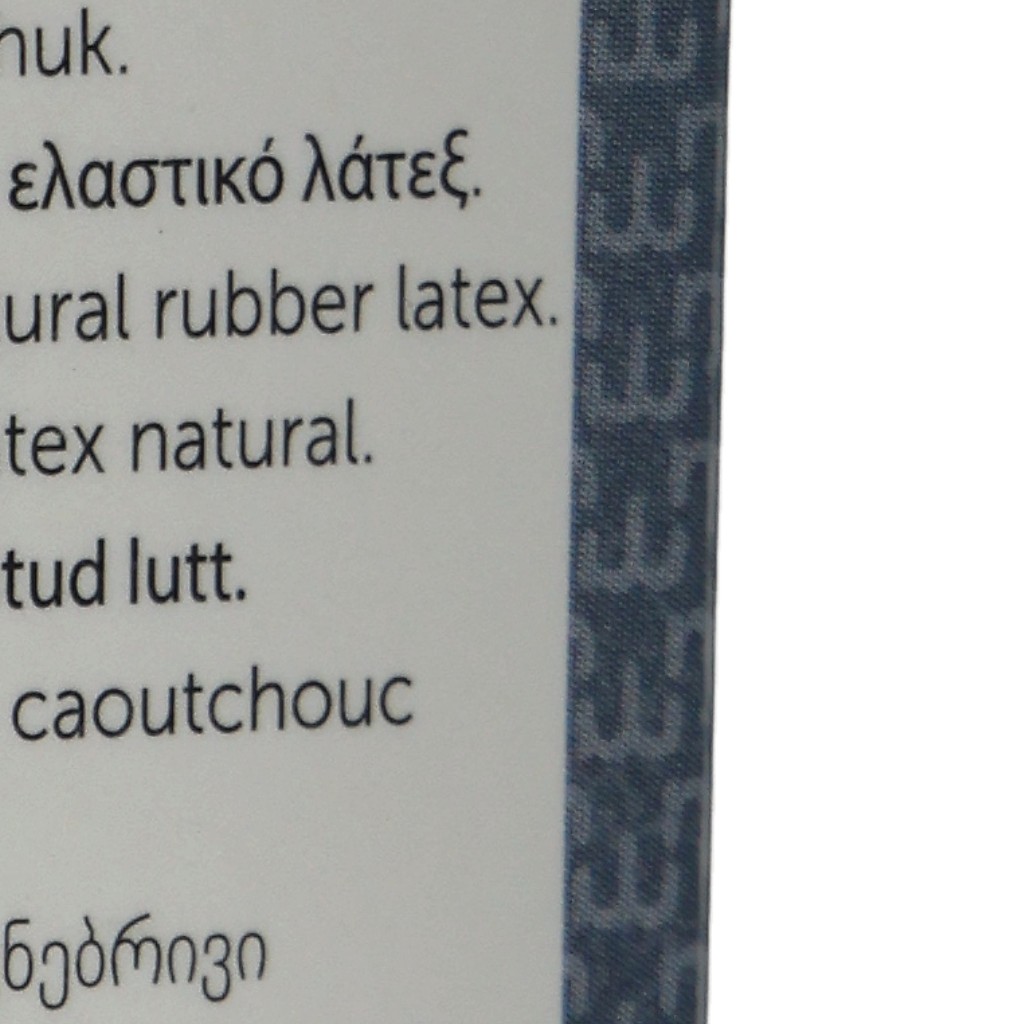 nuk.
ελαστικό λάτεξ.
ural rubber latex.
tex natural.
tud lutt.
caoutchouc
ნებრივი